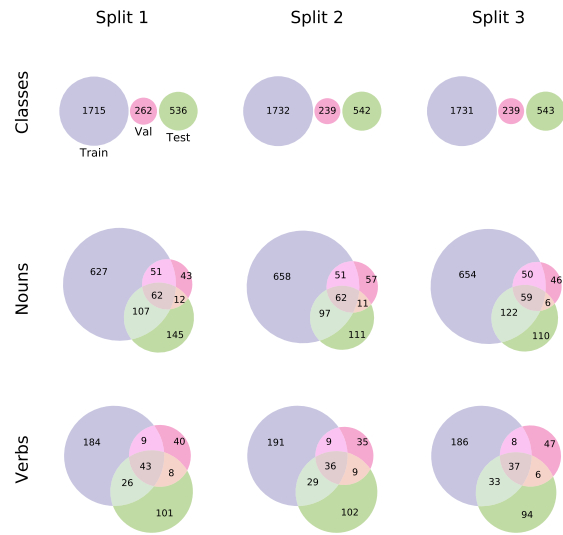 Split 1 Split 2 Split 3
Classes
1715 262 536 1732 239 542 1731 239 543
Train Val Test
Nouns
627 51 43 62 12 107 145
658 51 57 62 11 97 111
654 50 46 59 6 122 110
Verbs
184 9 40 43 8 26 101
191 9 35 36 9 29 102
186 8 47 37 6 33 94